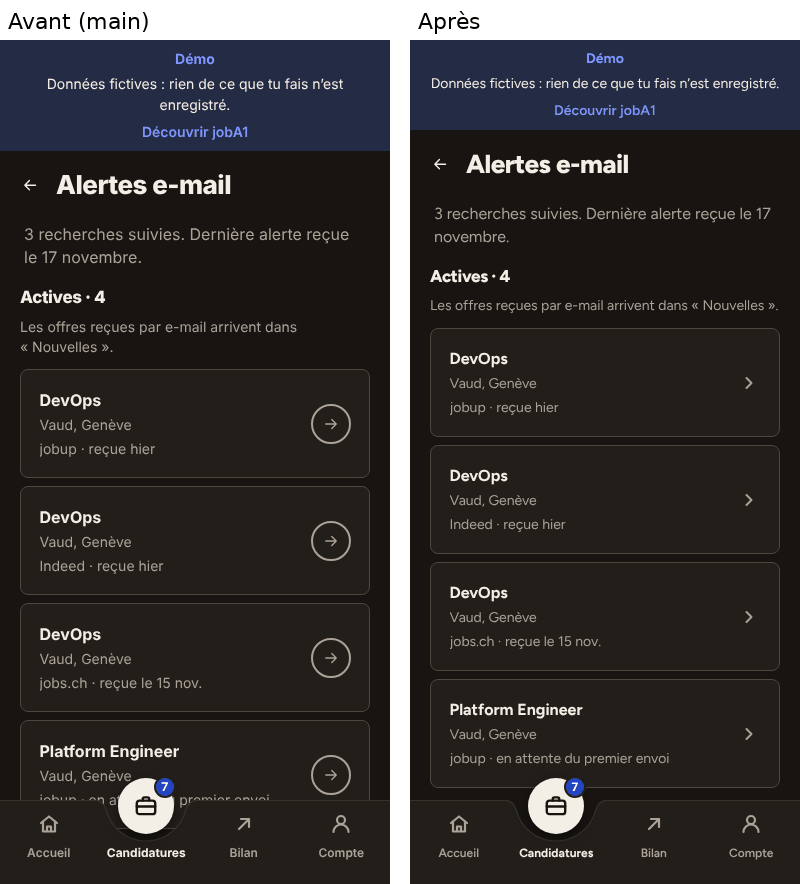 Avant (main)
Démo
Données fictives : rien de ce que tu fais n’est
enregistré.
Découvrir jobA1
← Alertes e-mail
3 recherches suivies. Dernière alerte reçue
le 17 novembre.
Actives · 4
Les offres reçues par e-mail arrivent dans
« Nouvelles ».
DevOps
Vaud, Genève
jobup · reçue hier
DevOps
Vaud, Genève
Indeed · reçue hier
DevOps
Vaud, Genève
jobs.ch · reçue le 15 nov.
Platform Engineer
Vaud, Genève
jobup · en premier envoi
7
Accueil
Candidatures
Bilan
Compte
Après
Démo
Données fictives : rien de ce que tu fais n’est enregistré.
Découvrir jobA1
← Alertes e-mail
3 recherches suivies. Dernière alerte reçue le 17
novembre.
Actives · 4
Les offres reçues par e-mail arrivent dans « Nouvelles ».
DevOps
Vaud, Genève
jobup · reçue hier
DevOps
Vaud, Genève
Indeed · reçue hier
DevOps
Vaud, Genève
jobs.ch · reçue le 15 nov.
Platform Engineer
Vaud, Genève
jobup · en attente du premier envoi
7
Accueil
Candidatures
Bilan
Compte